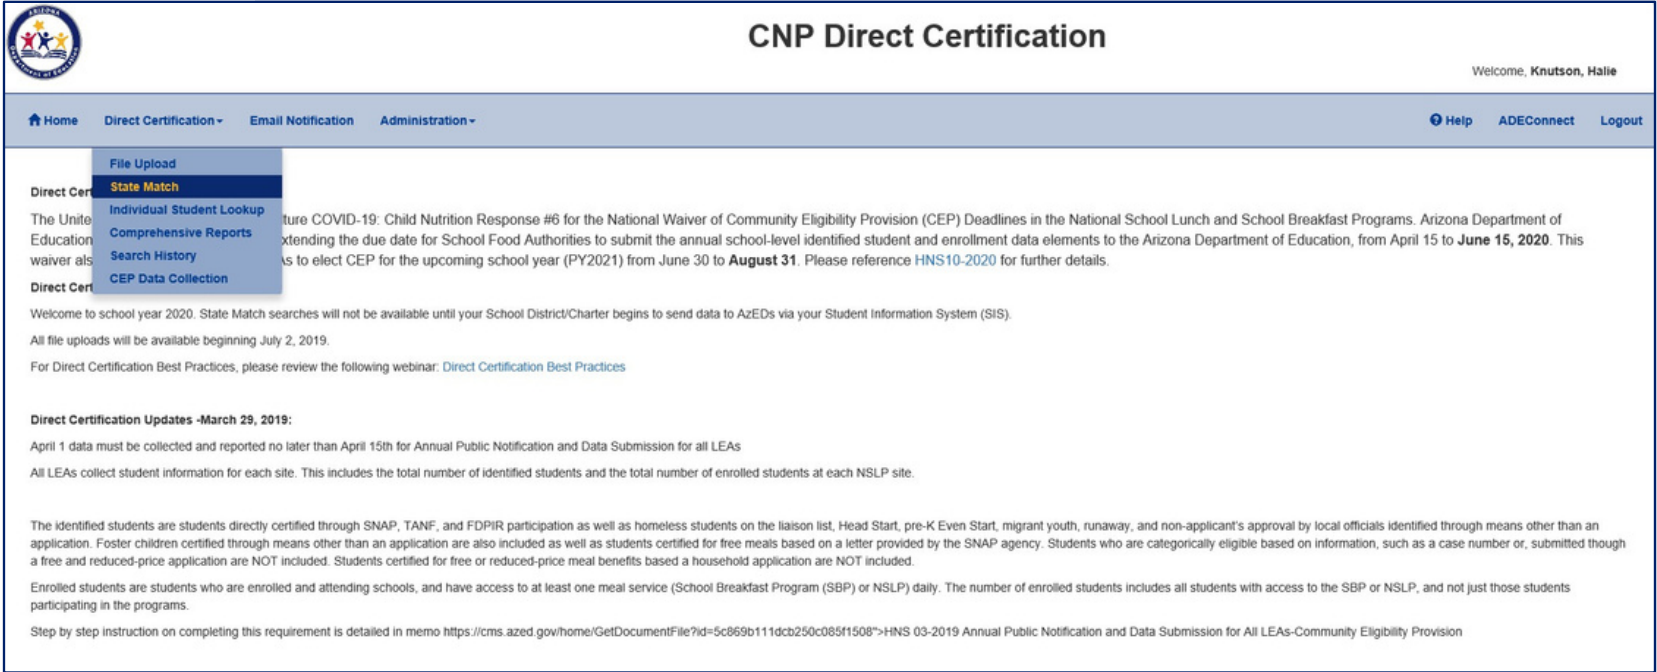 ARIZONA
Department of Education
CNP Direct Certification
Welcome, Knutson, Halie
Home Direct Certification Email Notification Administration Help ADEConnect Logout
File Upload
State Match
Individual Student Lookup
Comprehensive Reports
Search History
CEP Data Collection
Direct Cer
The Unite ture COVID-19: Child Nutrition Response #6 for the National Waiver of Community Eligibility Provision (CEP) Deadlines in the National School Lunch and School Breakfast Programs. Arizona Department of
Education xtending the due date for School Food Authorities to submit the annual school-level identified student and enrollment data elements to the Arizona Department of Education, from April 15 to June 15, 2020. This
waiver als s to elect CEP for the upcoming school year (PY2021) from June 30 to August 31. Please reference HNS10-2020 for further details.
Direct Cert
Welcome to school year 2020. State Match searches will not be available until your School District/Charter begins to send data to AzEDs via your Student Information System (SIS).
All file uploads will be available beginning July 2, 2019.
For Direct Certification Best Practices, please review the following webinar: Direct Certification Best Practices
Direct Certification Updates -March 29, 2019:
April 1 data must be collected and reported no later than April 15th for Annual Public Notification and Data Submission for all LEAs
All LEAs collect student information for each site. This includes the total number of identified students and the total number of enrolled students at each NSLP site.
The identified students are students directly certified through SNAP, TANF, and FDPIR participation as well as homeless students on the liaison list, Head Start, pre-K Even Start, migrant youth, runaway, and non-applicant's approval by local officials identified through means other than an
application. Foster children certified through means other than an application are also included as well as students certified for free meals based on a letter provided by the SNAP agency. Students who are categorically eligible based on information, such as a case number or, submitted though
a free and reduced-price application are NOT included. Students certified for free or reduced-price meal benefits based a household application are NOT included.
Enrolled students are students who are enrolled and attending schools, and have access to at least one meal service (School Breakfast Program (SBP) or NSLP) daily. The number of enrolled students includes all students with access to the SBP or NSLP, and not just those students
participating in the programs.
Step by step instruction on completing this requirement is detailed in memo https://cms.azed.gov/home/GetDocumentFile?id=5c869b111dcb250c085f1508">HNS 03-2019 Annual Public Notification and Data Submission for All LEAs-Community Eligibility Provision